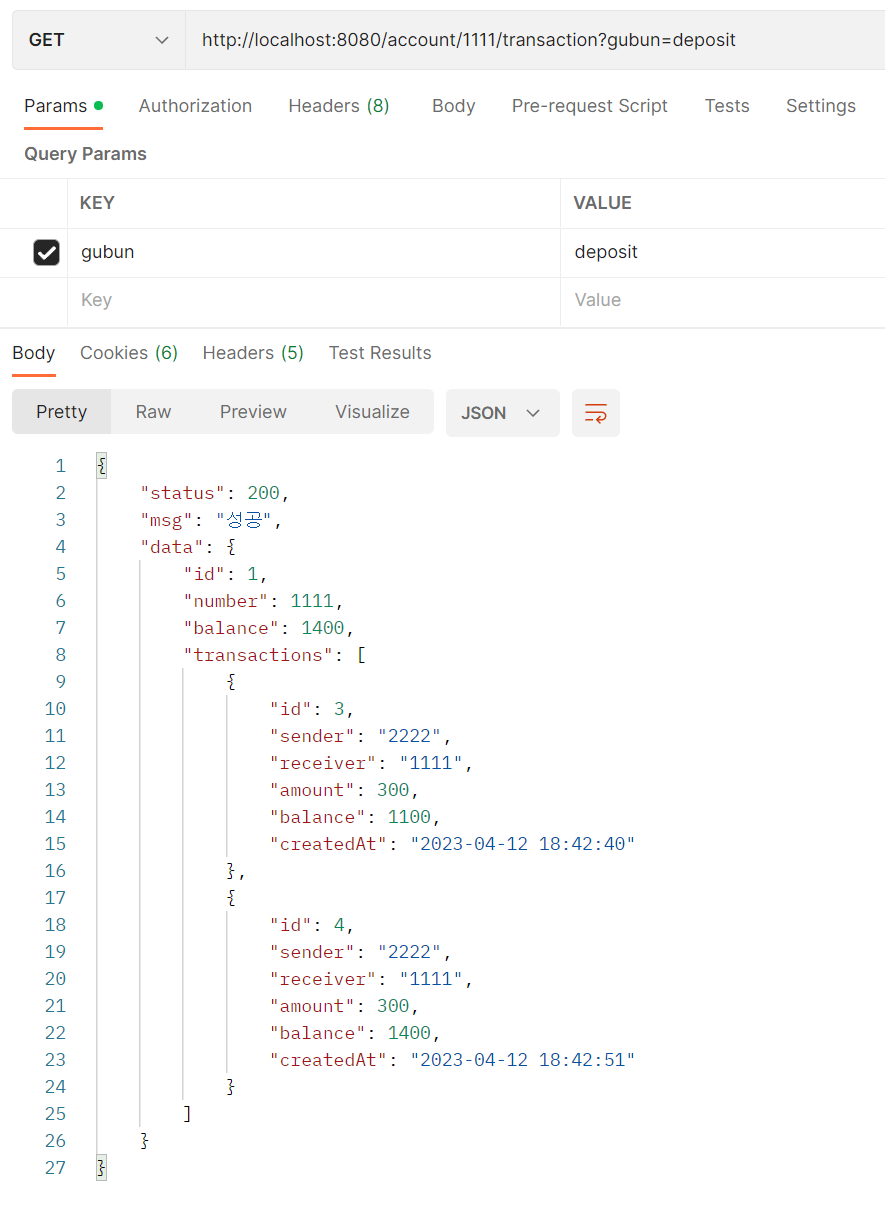 GET http://localhost:8080/account/1111/transaction?gubun=deposit
Params Authorization Headers (8) Body Pre-request Script Tests Settings
Query Params
KEY VALUE
gubun deposit
Key Value
Body Cookies (6) Headers (5) Test Results
Pretty Raw Preview Visualize JSON
1 {
2 "status": 200,
3 "msg": "성공",
4 "data": {
5 "id": 1,
6 "number": 1111,
7 "balance": 1400,
8 "transactions": [
9 {
10 "id": 3,
11 "sender": "2222",
12 "receiver": "1111",
13 "amount": 300,
14 "balance": 1100,
15 "createdAt": "2023-04-12 18:42:40"
16 },
17 {
18 "id": 4,
19 "sender": "2222",
20 "receiver": "1111",
21 "amount": 300,
22 "balance": 1400,
23 "createdAt": "2023-04-12 18:42:51"
24 }
25 ]
26 }
27 }